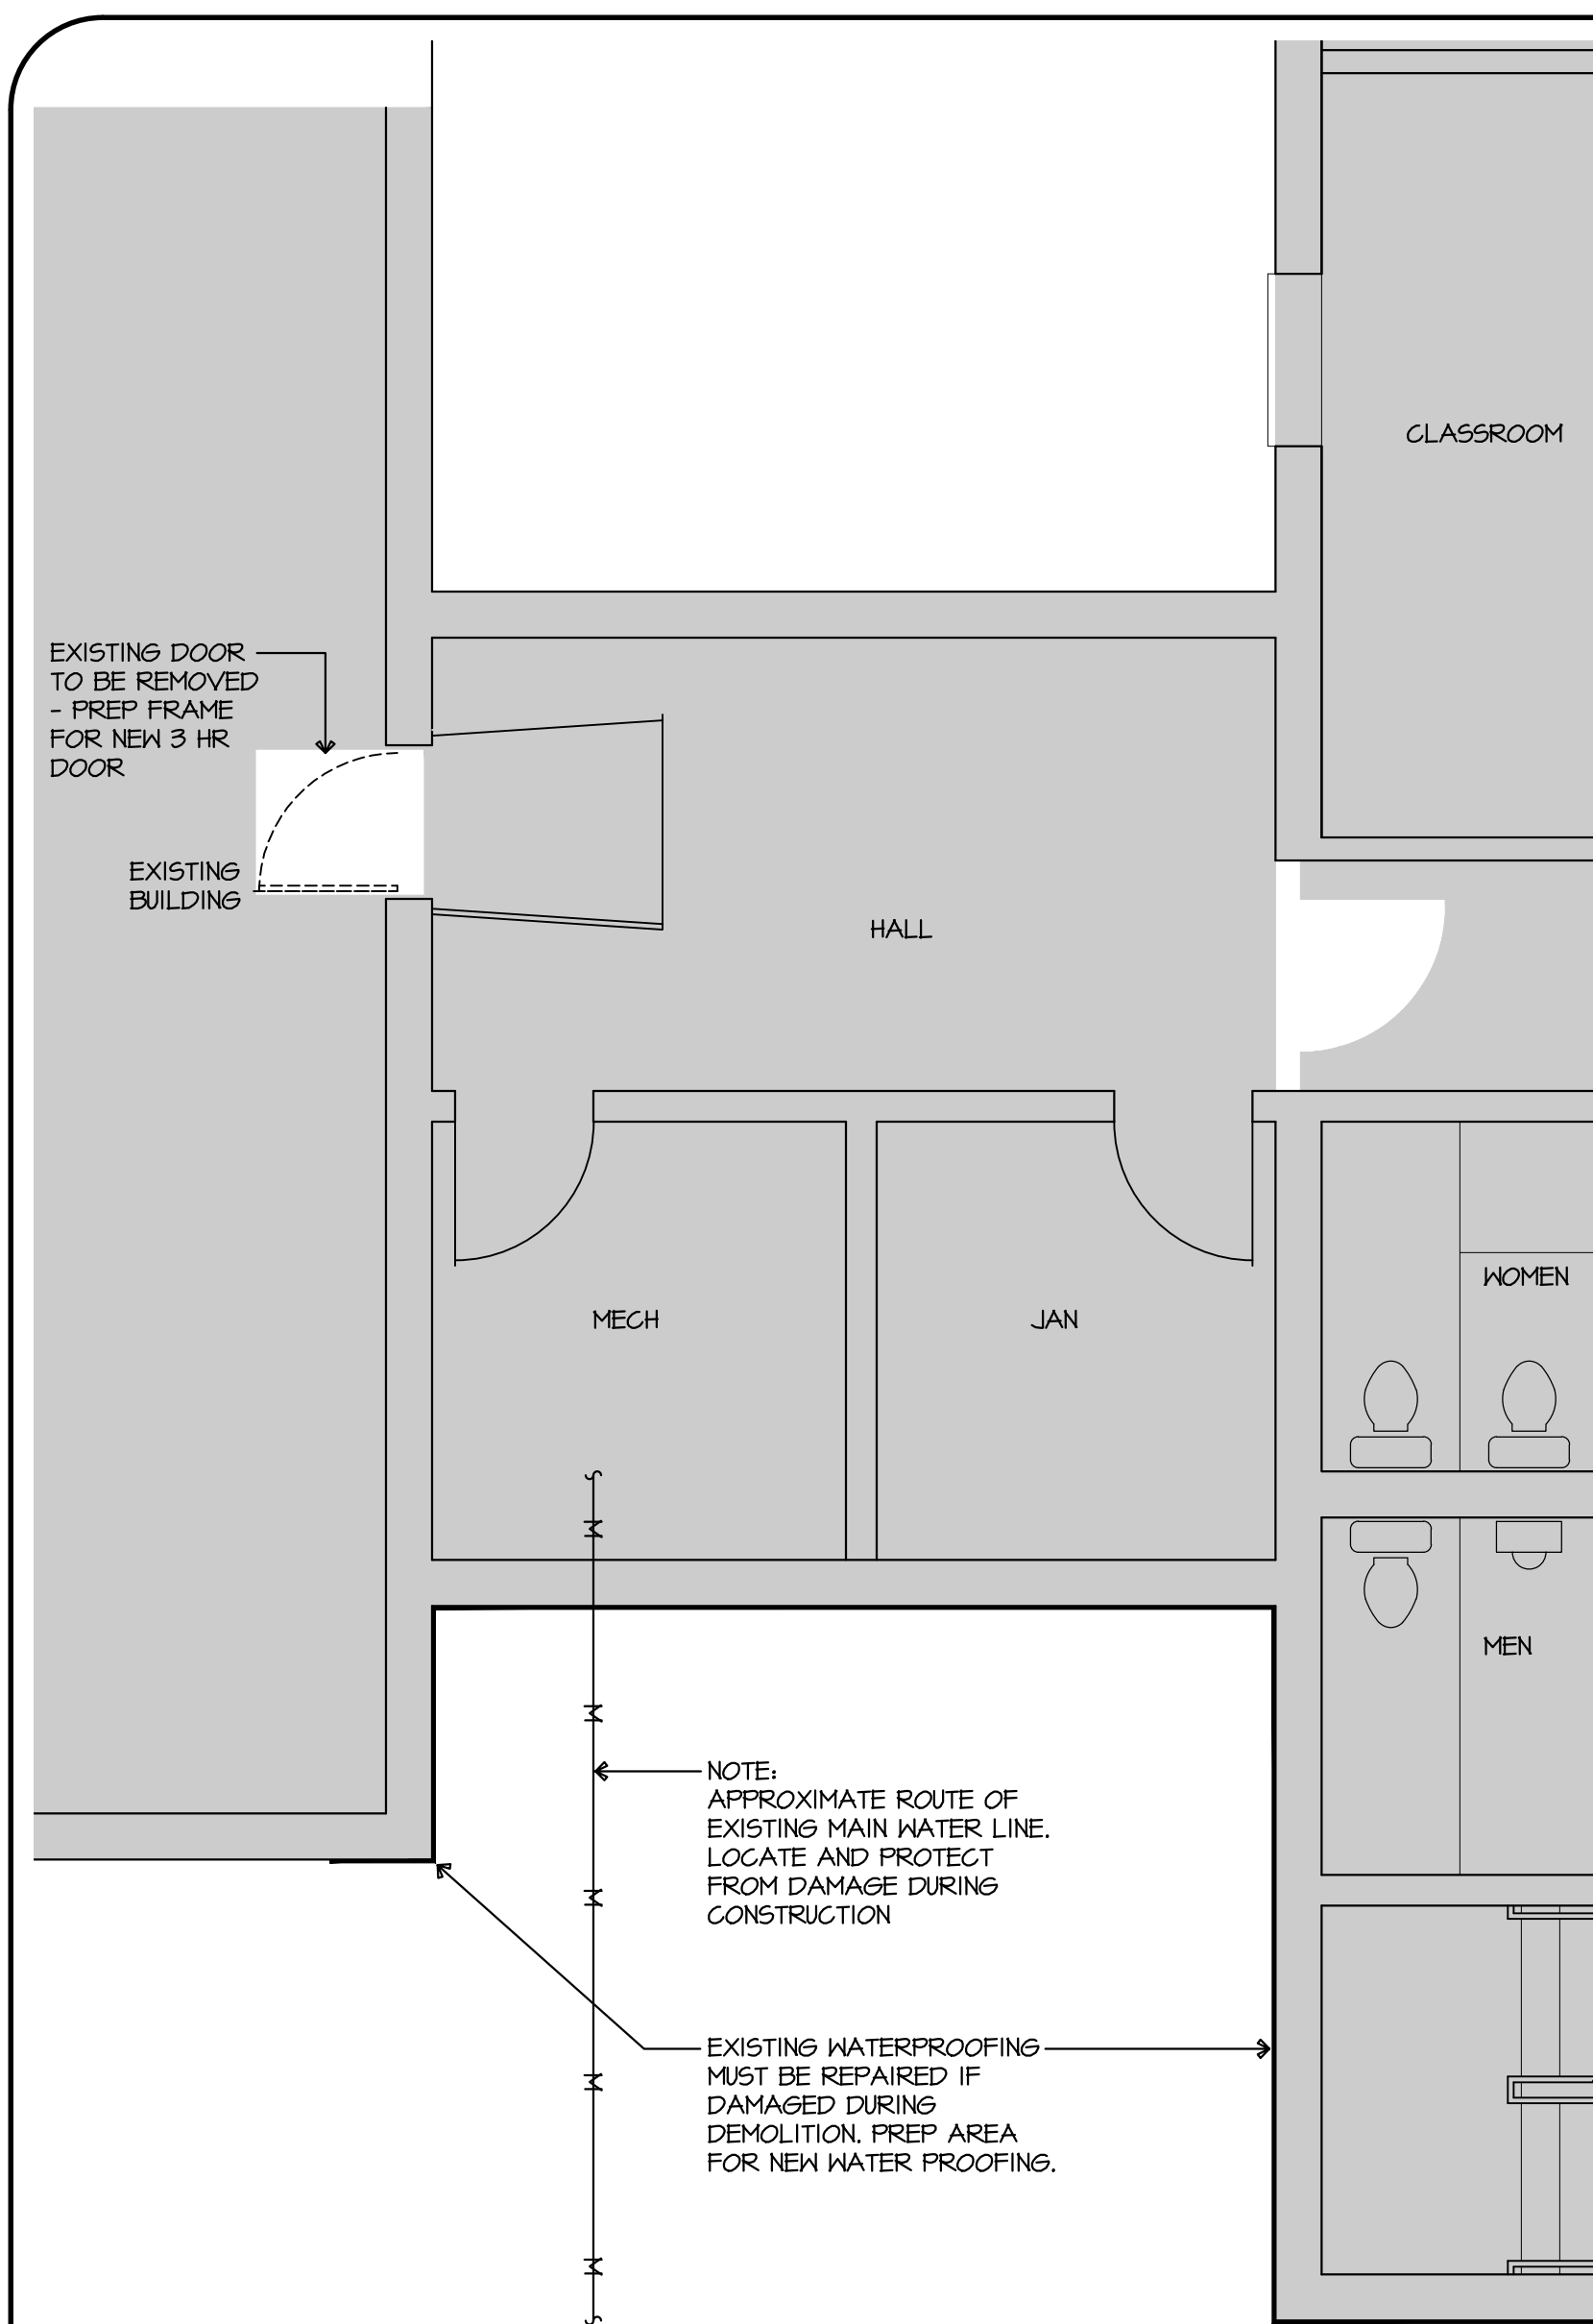 CLASSROOM
EXISTING DOOR
TO BE REMOVED
- PREP FRAME
FOR NEW 3 HR
DOOR
EXISTING
BUILDING
HALL
MECH
JAN
WOMEN
MEN
W
W
W
W
W
NOTE:
APPROXIMATE ROUTE OF
EXISTING MAIN WATER LINE.
LOCATE AND PROTECT
FROM DAMAGE DURING
CONSTRUCTION
EXISTING WATERPROOFING
MUST BE REPAIRED IF
DAMAGED DURING
DEMOLITION. PREP AREA
FOR NEW WATER PROOFING.